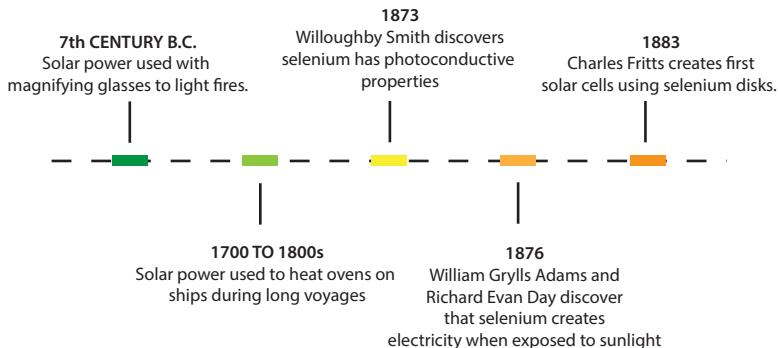 7th CENTURY B.C.
Solar power used with
magnifying glasses to light fires.
1700 TO 1800s
Solar power used to heat ovens on
ships during long voyages
1873
Willoughby Smith discovers
selenium has photoconductive
properties
1876
William Grylls Adams and
Richard Evan Day discover
that selenium creates
electricity when exposed to sunlight
1883
Charles Fritts creates first
solar cells using selenium disks.